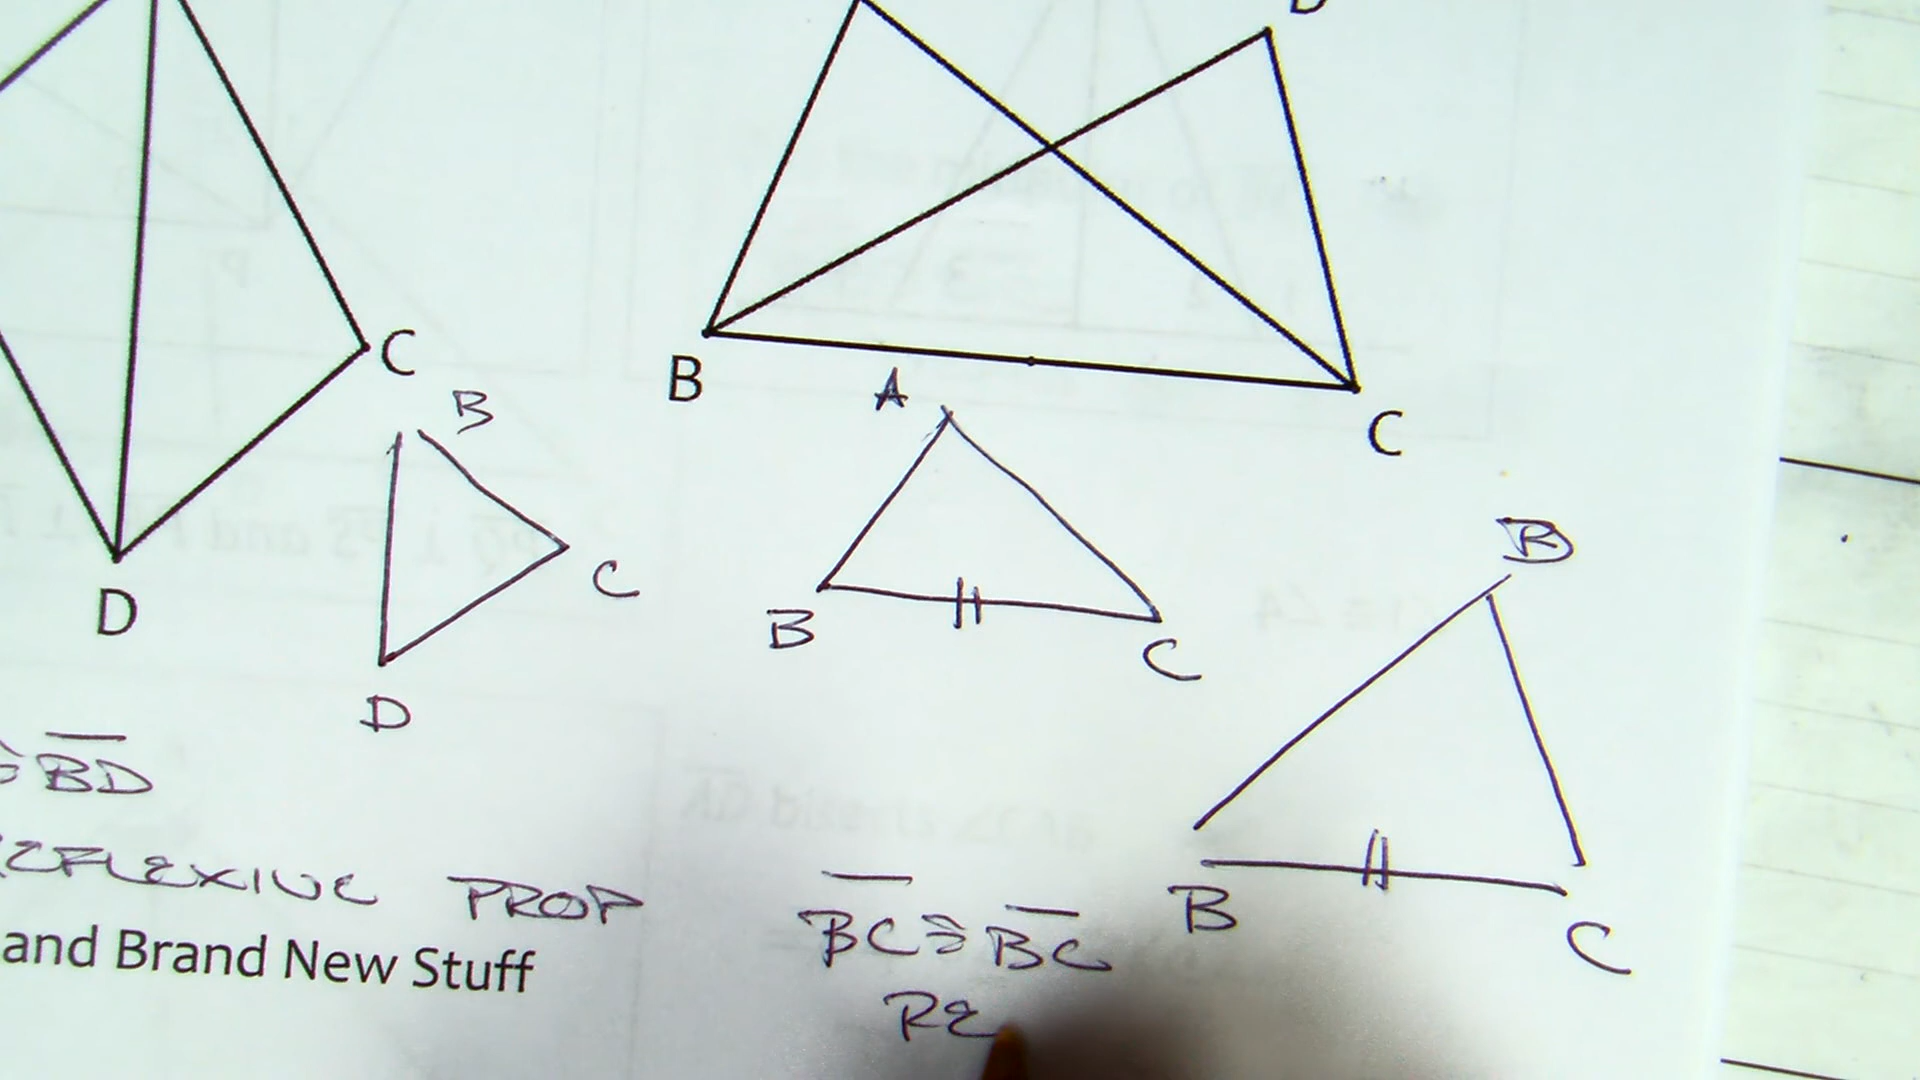 D
C
B
B
A
C
B
D
C
B
C
D
BD
REFLEXIVE PROP
BC ≅ BC
B
C
RE
and Brand New Stuff